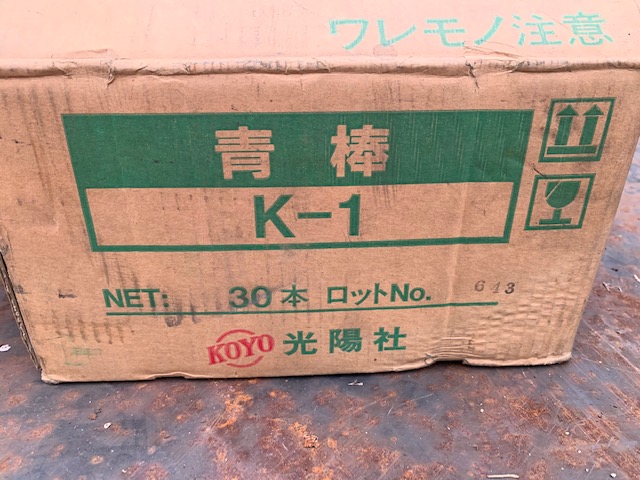 ワレモノ注意
青棒
K-1
NET: 30本 ロットNo. 643
KOYO 光陽社